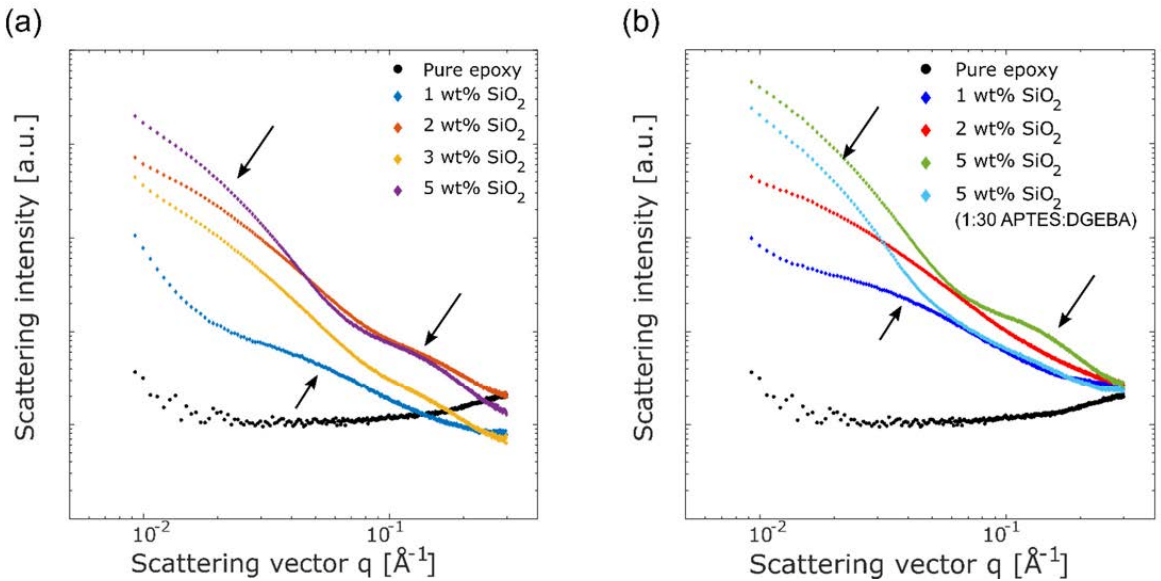 (a)
Scattering intensity [a.u.]
Pure epoxy
1 wt% SiO₂
2 wt% SiO₂
3 wt% SiO₂
5 wt% SiO₂
10⁻²
10⁻¹
Scattering vector q [Å⁻¹]
(b)
Scattering intensity [a.u.]
Pure epoxy
1 wt% SiO₂
2 wt% SiO₂
5 wt% SiO₂
5 wt% SiO₂
(1:30 APTES:DGEBA)
10⁻²
10⁻¹
Scattering vector q [Å⁻¹]